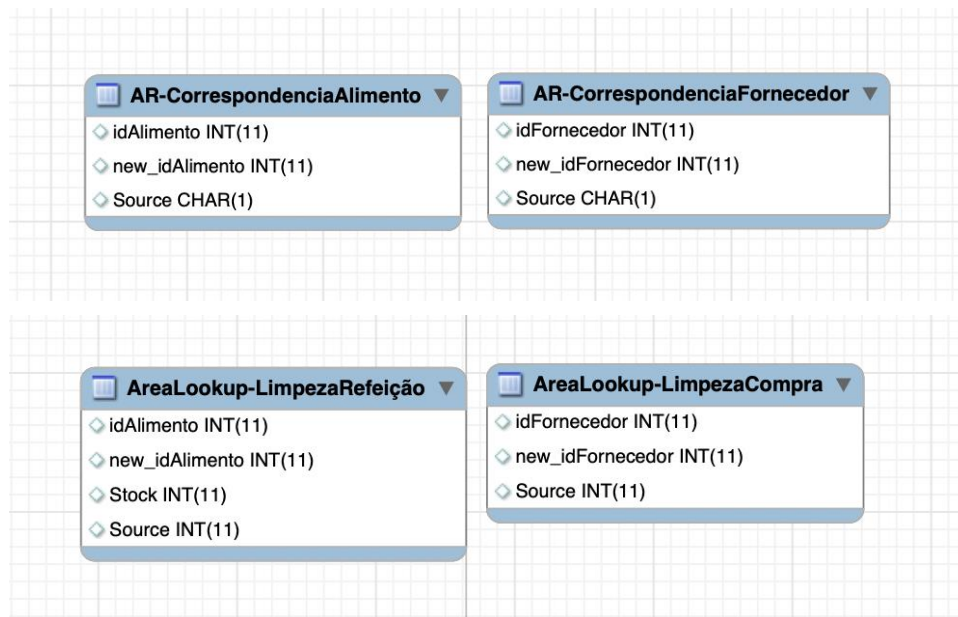 AR-CorrespondenciaAlimento
idAlimento INT(11)
new_idAlimento INT(11)
Source CHAR(1)
AR-CorrespondenciaFornecedor
idFornecedor INT(11)
new_idFornecedor INT(11)
Source CHAR(1)
AreaLookup-LimpezaRefeição
idAlimento INT(11)
new_idAlimento INT(11)
Stock INT(11)
Source INT(11)
AreaLookup-LimpezaCompra
idFornecedor INT(11)
new_idFornecedor INT(11)
Source INT(11)